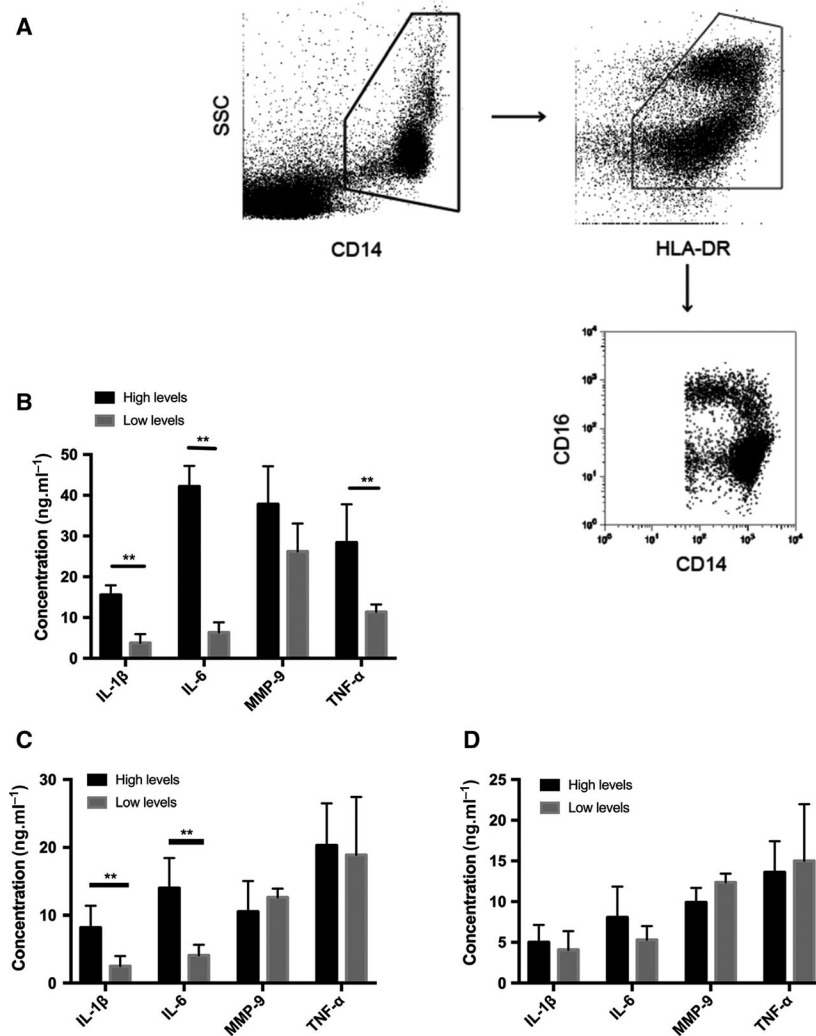 A
SSC
CD14
HLA-DR
CD16
10⁴
10³
10²
10¹
10⁰
10⁰ 10¹ 10² 10³ 10⁴
CD14
B
High levels
Low levels
Concentration (ng.ml⁻¹)
50
40
30
20
10
0
**
**
**
IL-1β
IL-6
MMP-9
TNF-α
C
High levels
Low levels
Concentration (ng.ml⁻¹)
30
20
10
0
**
**
IL-1β
IL-6
MMP-9
TNF-α
D
High levels
Low levels
Concentration (ng.ml⁻¹)
25
20
15
10
5
0
IL-1β
IL-6
MMP-9
TNF-α